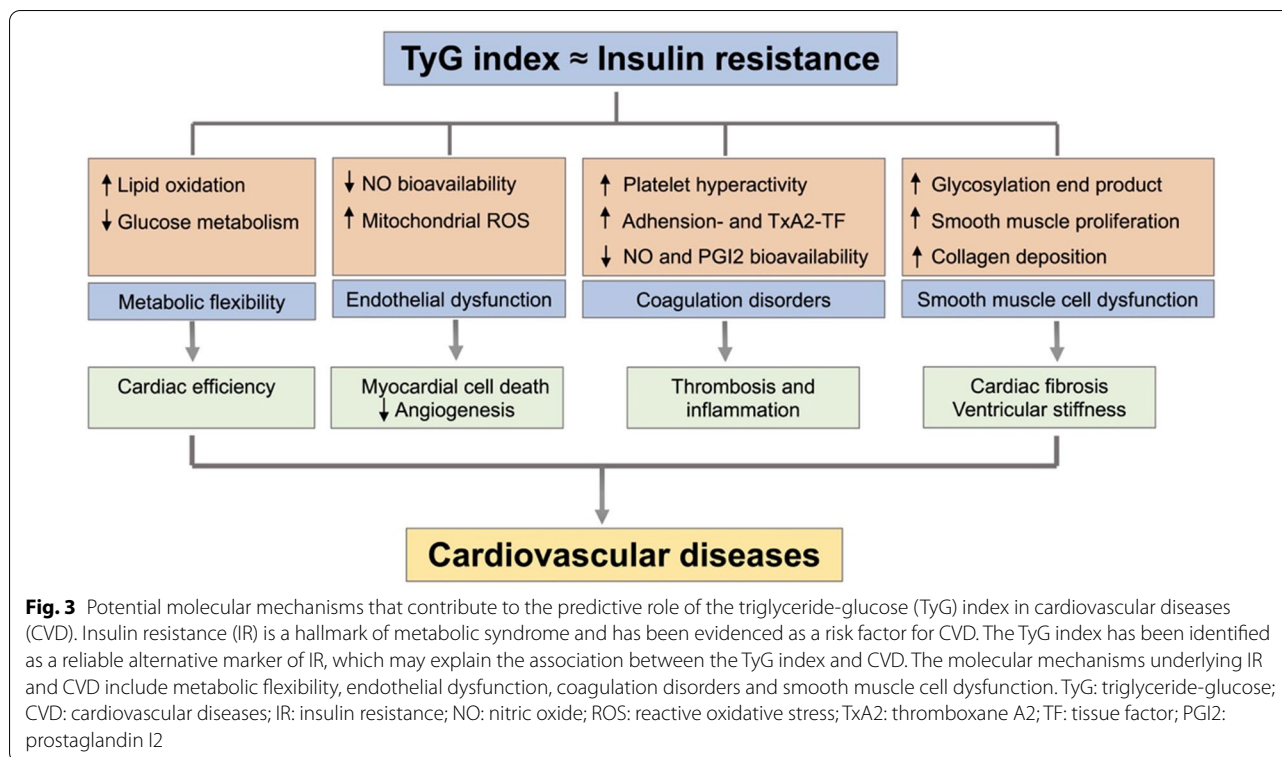 TyG index ≈ Insulin resistance
↑ Lipid oxidation
↓ Glucose metabolism
Metabolic flexibility
Cardiac efficiency
↓ NO bioavailability
↑ Mitochondrial ROS
Endothelial dysfunction
Myocardial cell death
↓ Angiogenesis
↑ Platelet hyperactivity
↑ Adhension- and TxA2-TF
↓ NO and PGI2 bioavailability
Coagulation disorders
Thrombosis and
inflammation
↑ Glycosylation end product
↑ Smooth muscle proliferation
↑ Collagen deposition
Smooth muscle cell dysfunction
Cardiac fibrosis
Ventricular stiffness
Cardiovascular diseases
Fig. 3 Potential molecular mechanisms that contribute to the predictive role of the triglyceride-glucose (TyG) index in cardiovascular diseases
(CVD). Insulin resistance (IR) is a hallmark of metabolic syndrome and has been evidenced as a risk factor for CVD. The TyG index has been identified
as a reliable alternative marker of IR, which may explain the association between the TyG index and CVD. The molecular mechanisms underlying IR
and CVD include metabolic flexibility, endothelial dysfunction, coagulation disorders and smooth muscle cell dysfunction. TyG: triglyceride-glucose;
CVD: cardiovascular diseases; IR: insulin resistance; NO: nitric oxide; ROS: reactive oxidative stress; TxA2: thromboxane A2; TF: tissue factor; PGI2:
prostaglandin I2